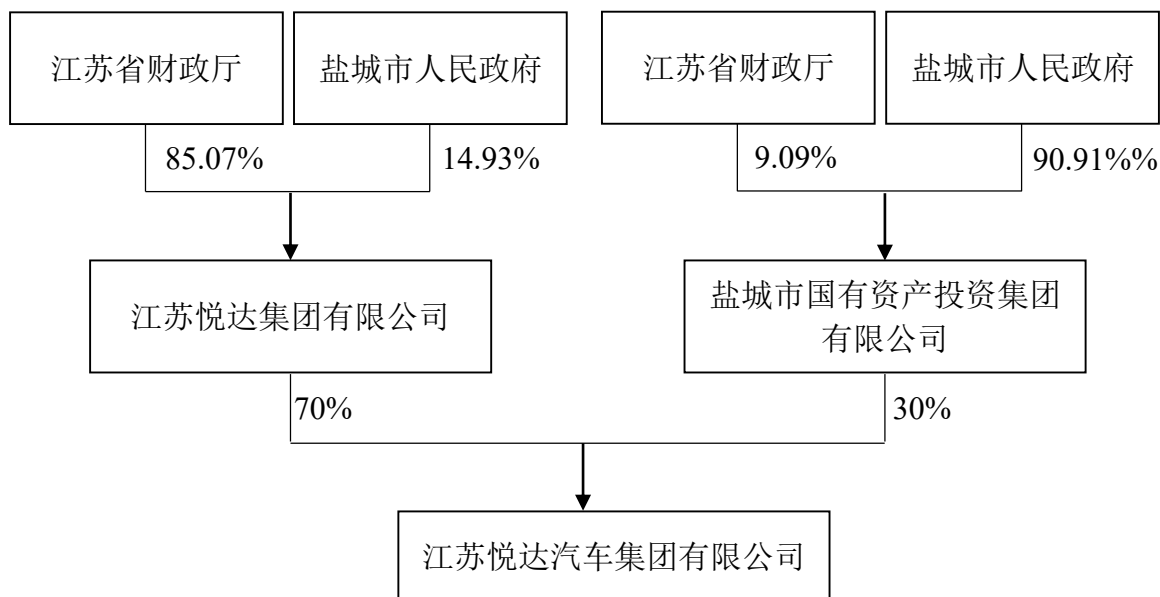 江苏省财政厅
盐城市人民政府
江苏省财政厅
盐城市人民政府
85.07%
14.93%
9.09%
90.91%%
江苏悦达集团有限公司
盐城市国有资产投资集团
有限公司
70%
30%
江苏悦达汽车集团有限公司